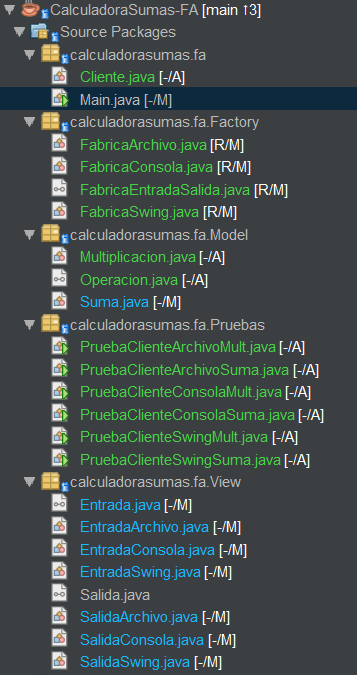 CalculadoraSumas-FA [main ↑3]
Source Packages
calculadorasumas.fa
Cliente.java [-/A]
Main.java [-/M]
calculadorasumas.fa.Factory
FabricaArchivo.java [R/M]
FabricaConsola.java [R/M]
FabricaEntradaSalida.java [R/M]
FabricaSwing.java [R/M]
calculadorasumas.fa.Model
Multiplicacion.java [-/A]
Operacion.java [-/A]
Suma.java [-/M]
calculadorasumas.fa.Pruebas
PruebaClienteArchivoMult.java [-/A]
PruebaClienteArchivoSuma.java [-/A]
PruebaClienteConsolaMult.java [-/A]
PruebaClienteConsolaSuma.java [-/A]
PruebaClienteSwingMult.java [-/A]
PruebaClienteSwingSuma.java [-/A]
calculadorasumas.fa.View
Entrada.java [-/M]
EntradaArchivo.java [-/M]
EntradaConsola.java [-/M]
EntradaSwing.java [-/M]
Salida.java
SalidaArchivo.java [-/M]
SalidaConsola.java [-/M]
SalidaSwing.java [-/M]